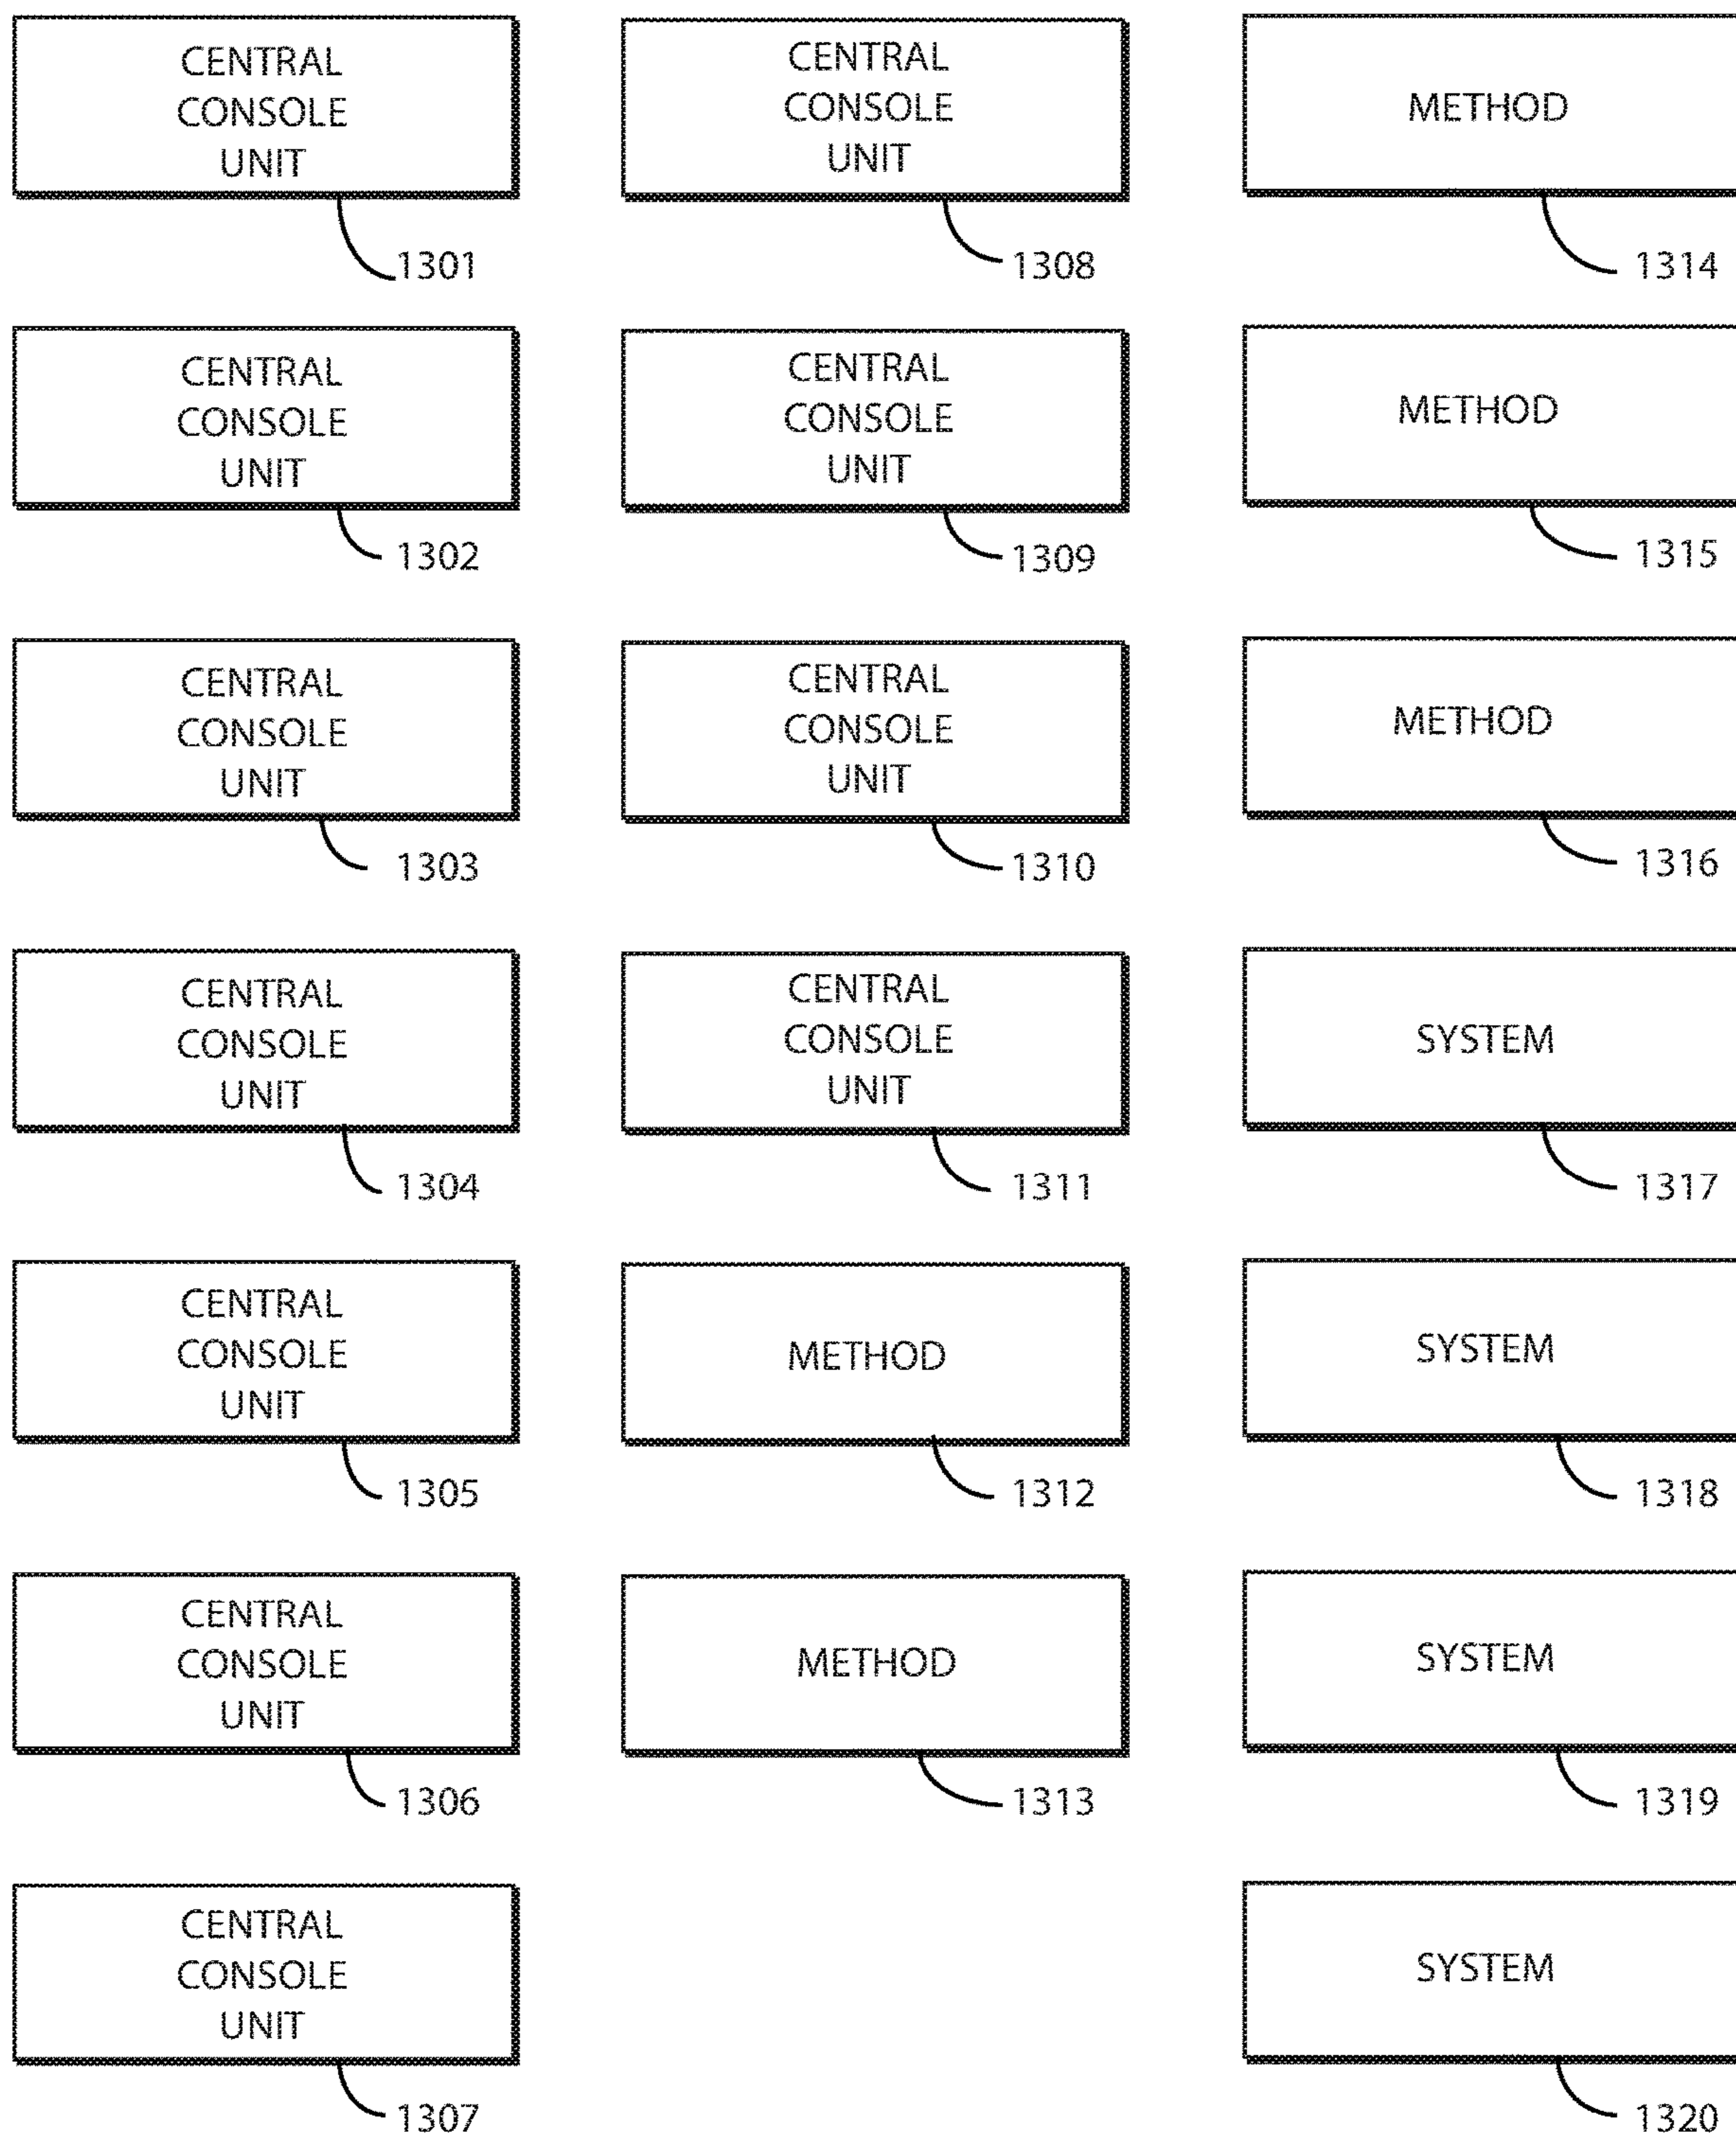 CENTRAL
CONSOLE
UNIT
1301
CENTRAL
CONSOLE
UNIT
1302
CENTRAL
CONSOLE
UNIT
1303
CENTRAL
CONSOLE
UNIT
1304
CENTRAL
CONSOLE
UNIT
1305
CENTRAL
CONSOLE
UNIT
1306
CENTRAL
CONSOLE
UNIT
1307
CENTRAL
CONSOLE
UNIT
1308
CENTRAL
CONSOLE
UNIT
1309
CENTRAL
CONSOLE
UNIT
1310
CENTRAL
CONSOLE
UNIT
1311
METHOD
1312
METHOD
1313
METHOD
1314
METHOD
1315
METHOD
1316
SYSTEM
1317
SYSTEM
1318
SYSTEM
1319
SYSTEM
1320